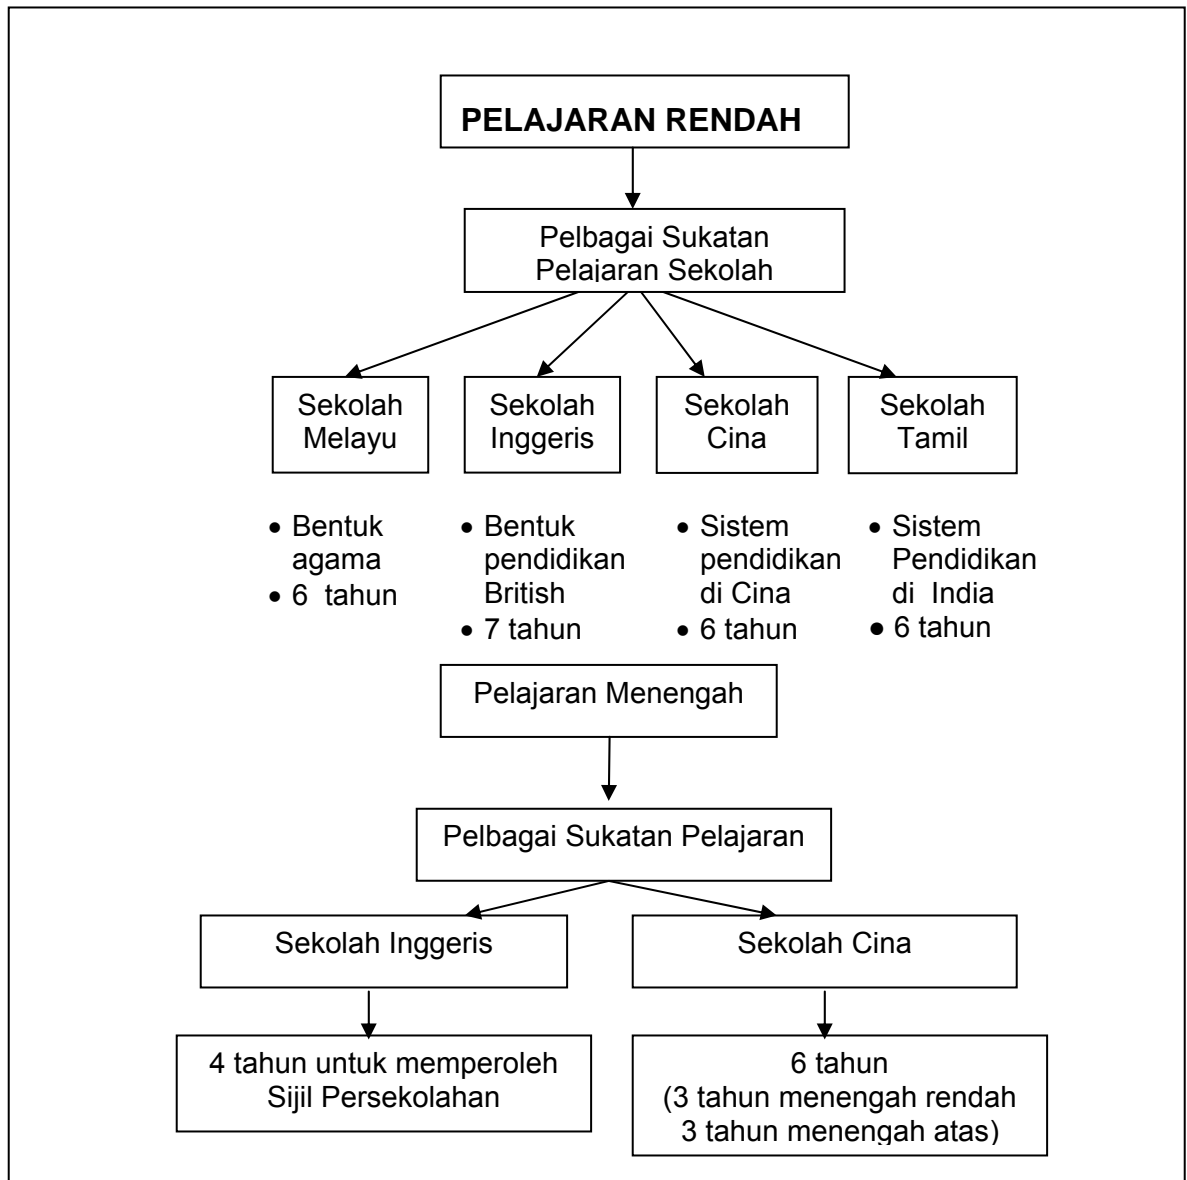 PELAJARAN RENDAH
Pelbagai Sukatan
Pelajaran Sekolah
Sekolah
Melayu
Sekolah
Inggeris
Sekolah
Cina
Sekolah
Tamil
• Bentuk
agama
• 6 tahun
• Bentuk
pendidikan
British
• 7 tahun
• Sistem
pendidikan
di Cina
• 6 tahun
• Sistem
Pendidikan
di India
• 6 tahun
Pelajaran Menengah
Pelbagai Sukatan Pelajaran
Sekolah Inggeris
Sekolah Cina
4 tahun untuk memperoleh
Sijil Persekolahan
6 tahun
(3 tahun menengah rendah
3 tahun menengah atas)